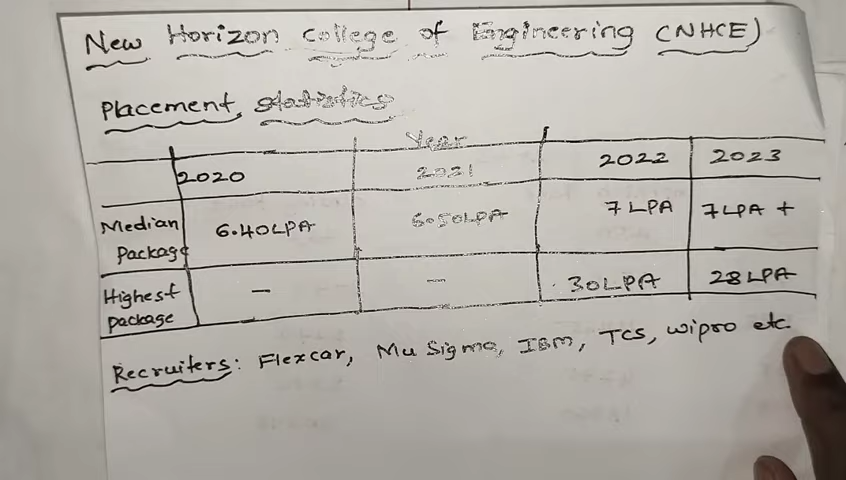 New Horizon College of Engineering (NHCE)
Placement Statistics
Year
2020 2021 2022 2023
Median Package 6.40LPA 6.50LPA 7LPA 7LPA +
Highest Package — — 30LPA 28LPA
Recruiters: Flexcar, Mu Sigma, IBM, TCS, wipro etc.